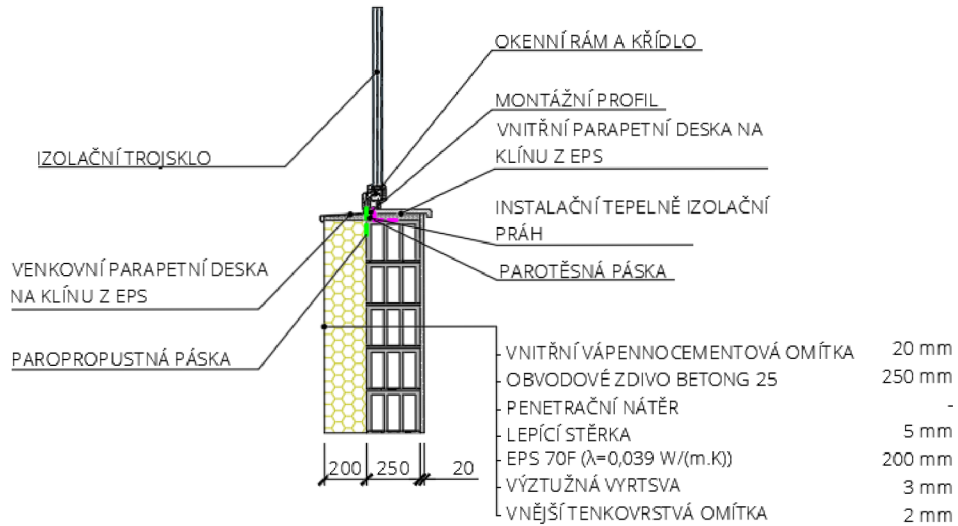 OKENNÍ RÁM A KŘÍDLO
MONTÁŽNÍ PROFIL
VNITŘNÍ PARAPETNÍ DESKA NA
KLÍNU Z EPS
IZOLAČNÍ TROJSKLO
INSTALAČNÍ TEPELNĚ IZOLAČNÍ
PRÁH
PAROTĚSNÁ PÁSKA
VENKOVNÍ PARAPETNÍ DESKA
NA KLÍNU Z EPS
PAROPROPUSTNÁ PÁSKA
VNITŘNÍ VÁPENNOCEMENTOVÁ OMÍTKA 20 mm
OBVODOVÉ ZDIVO BETONG 25 250 mm
PENETRAČNÍ NÁTĚR -
LEPÍCÍ STĚRKA 5 mm
EPS 70F (λ=0,039 W/(m.K)) 200 mm
VÝZTUŽNÁ VYRTSVA 3 mm
VNĚJŠÍ TENKOVRSTVÁ OMÍTKA 2 mm
200 250 20